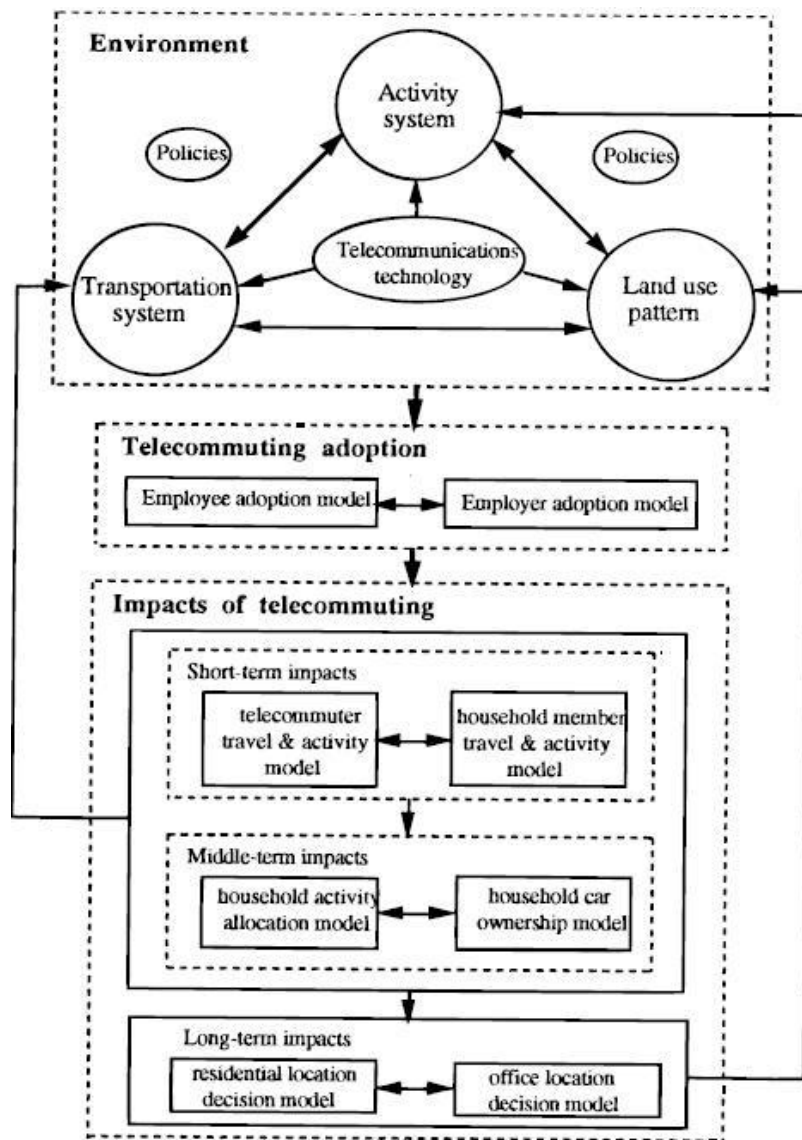 Environment
Activity
system
Policies
Policies
Telecommunications
technology
Transportation
system
Land use
pattern
Telecommuting adoption
Employee adoption model
Employer adoption model
Impacts of telecommuting
Short-term impacts
telecommuter
travel & activity
model
household member
travel & activity
model
Middle-term impacts
household activity
allocation model
household car
ownership model
Long-term impacts
residential location
decision model
office location
decision model